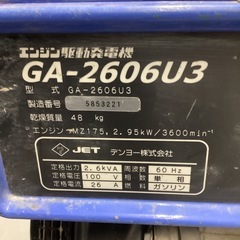 エンジン駆動発電機
GA-2606U3
型式 GA-2606U3
製造番号 5853221
乾燥質量 48 kg
エンジン MZ175, 2.95kW/3600min⁻¹
JET デンヨー株式会社
定格出力 2.6kVA 周波数 60Hz
定格電圧 100 V 相数 単相
定格電流 26 A 燃料 ガソリン